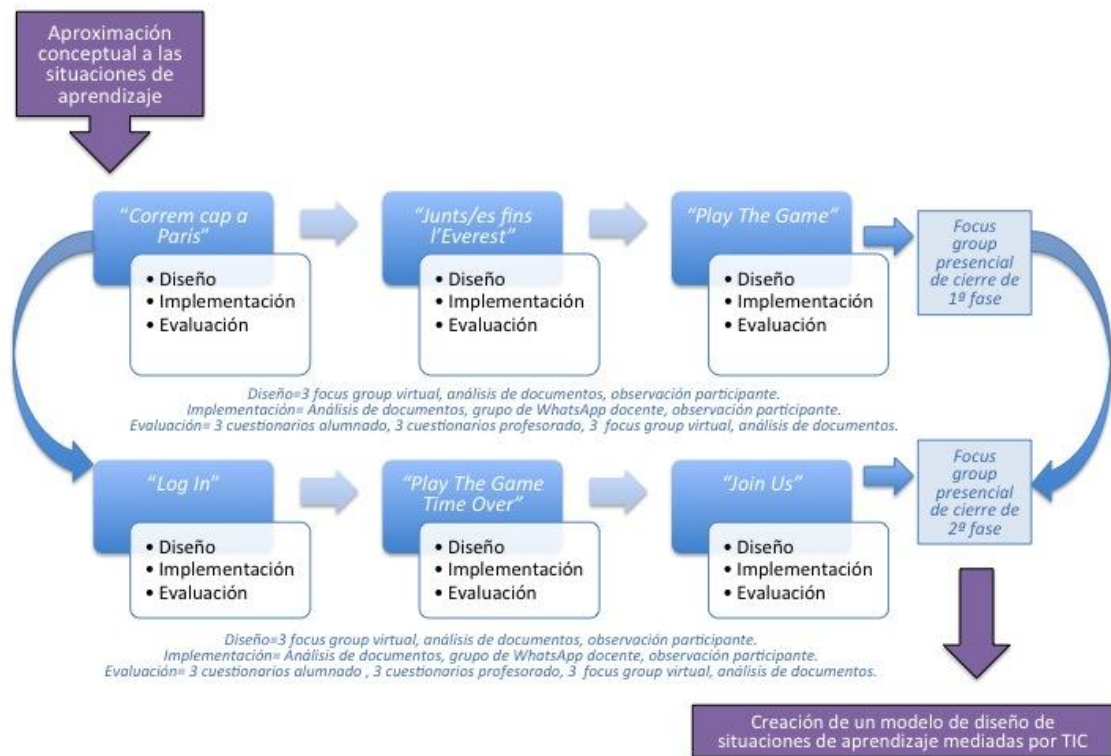 Aproximación
conceptual a las
situaciones de
aprendizaje
“Correm cap a
París”
• Diseño
• Implementación
• Evaluación
“Junts/es fins
l’Everest”
• Diseño
• Implementación
• Evaluación
“Play The Game”
• Diseño
• Implementación
• Evaluación
Focus
group
presencial
de cierre de
1ª fase
Diseño=3 focus group virtual, análisis de documentos, observación participante.
Implementación= Análisis de documentos, grupo de WhatsApp docente, observación participante.
Evaluación= 3 cuestionarios alumnado, 3 cuestionarios profesorado, 3 focus group virtual, análisis de documentos.
“Log In”
• Diseño
• Implementación
• Evaluación
“Play The Game
Time Over”
• Diseño
• Implementación
• Evaluación
“Join Us”
• Diseño
• Implementación
• Evaluación
Focus
group
presencial
de cierre de
2ª fase
Diseño=3 focus group virtual, análisis de documentos, observación participante.
Implementación= Análisis de documentos, grupo de WhatsApp docente, observación participante.
Evaluación= 3 cuestionarios alumnado , 3 cuestionarios profesorado, 3 focus group virtual, análisis de documentos.
Creación de un modelo de diseño de
situaciones de aprendizaje mediadas por TIC